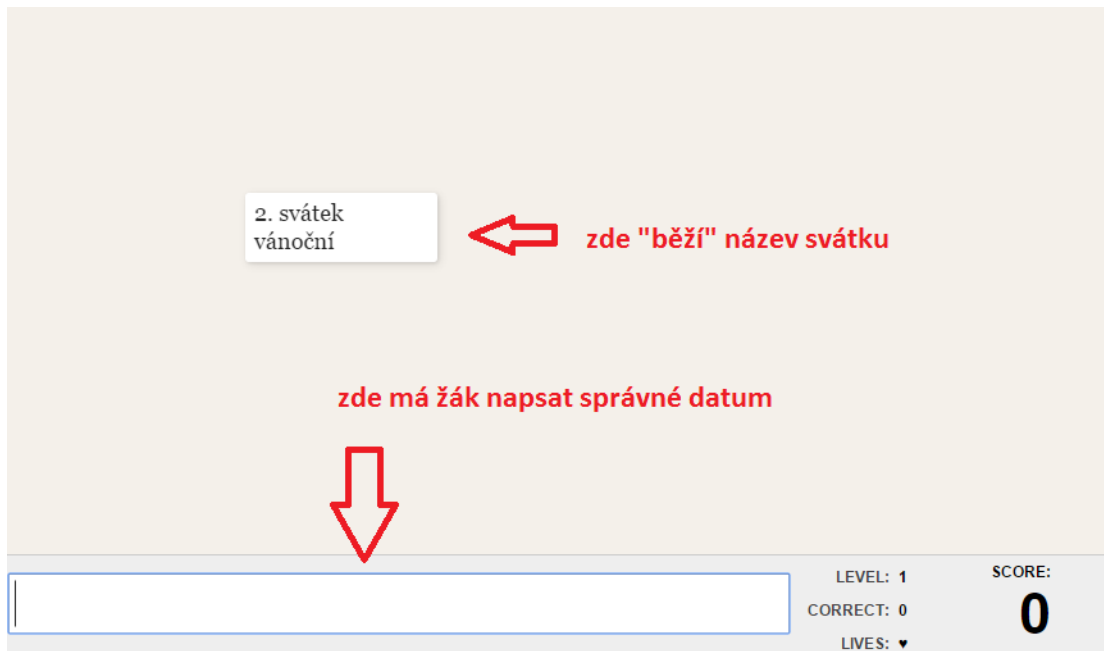 2. svátek
vánoční
zde "běží" název svátku
zde má žák napsat správné datum
LEVEL: 1
SCORE:
CORRECT: 0
0
LIVES: ♥